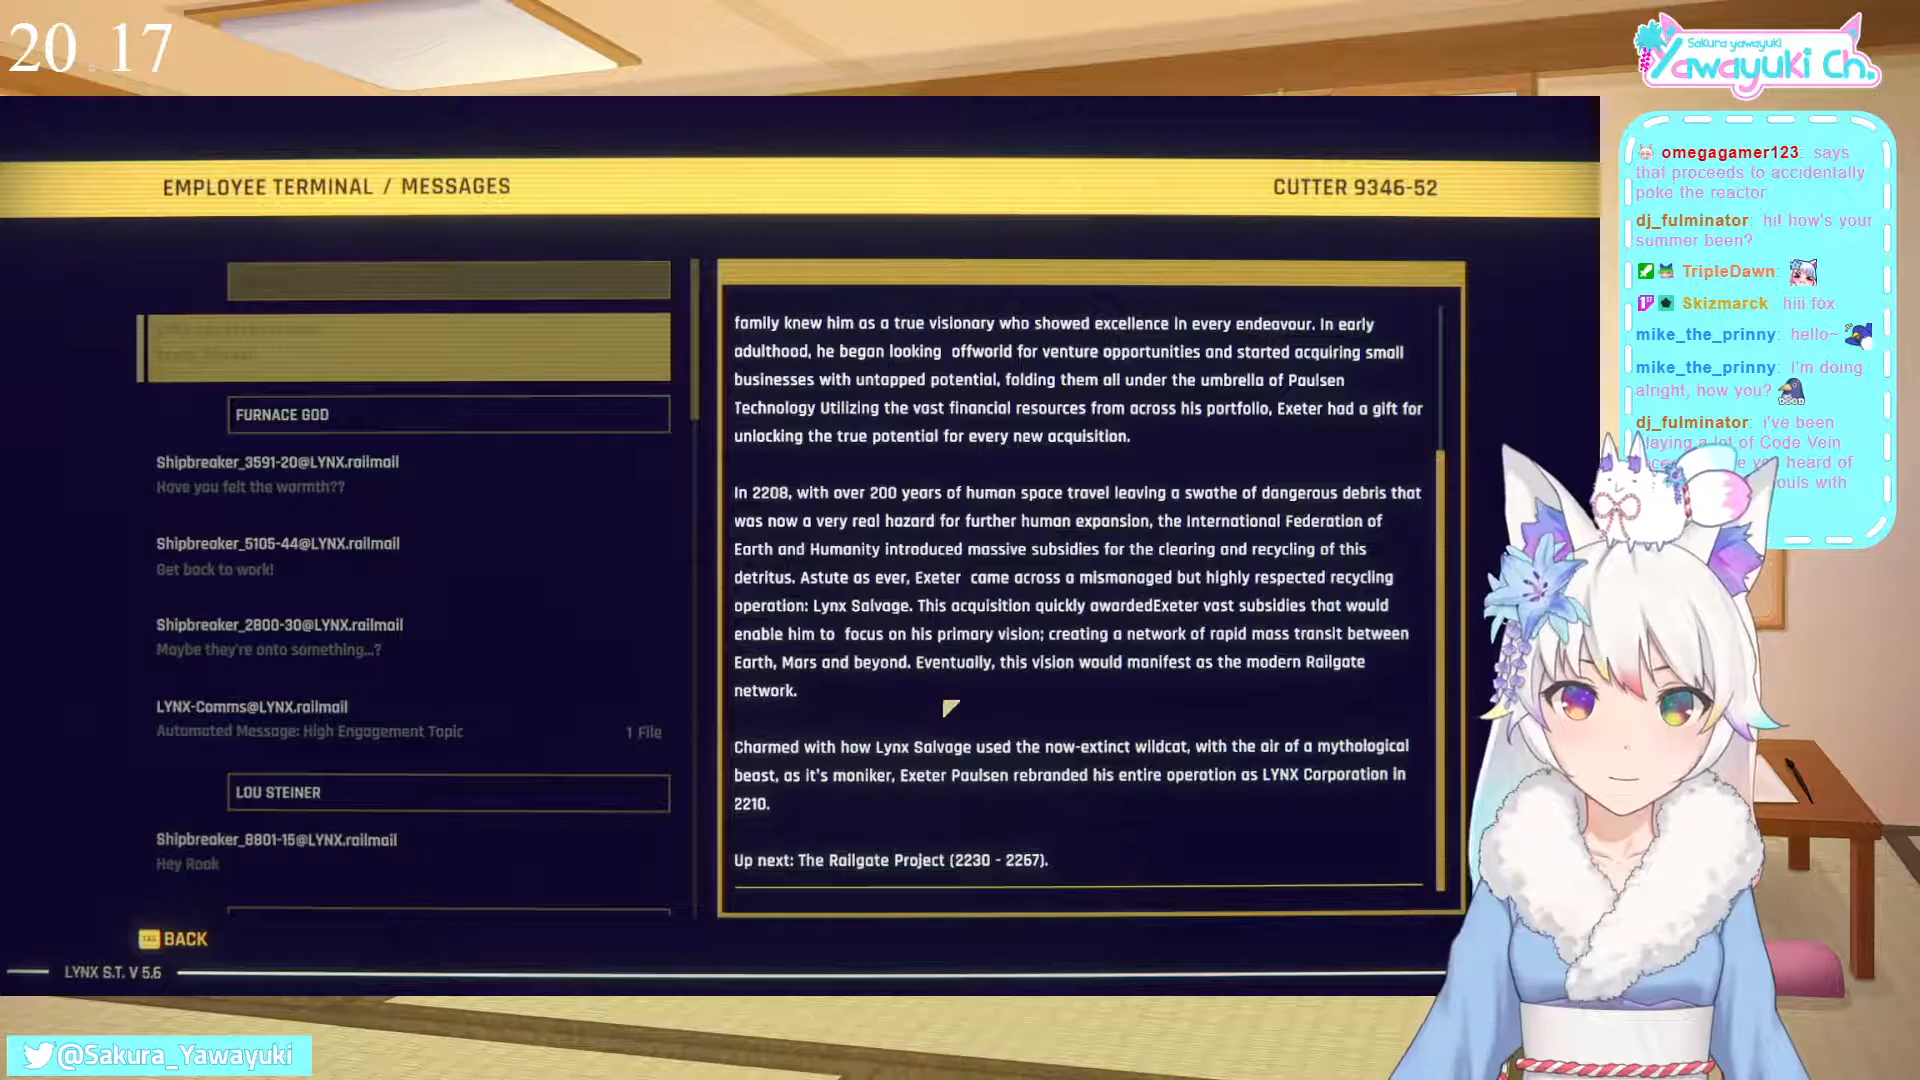 20.17
Sakura yawayuki
Yawayuki Ch.
EMPLOYEE TERMINAL / MESSAGES
CUTTER 9346-52
FURNACE GOD
Shipbreaker_3591-20@LYNX.railmail
Have you felt the warmth??
Shipbreaker_5105-44@LYNX.railmail
Get back to work!
Shipbreaker_2800-30@LYNX.railmail
Maybe they're onto something...?
LYNX-Comms@LYNX.railmail
Automated Message: High Engagement Topic
1 File
LOU STEINER
Shipbreaker_8801-15@LYNX.railmail
Hey Rook
TAB BACK
LYNX S.T. V 5.6
family knew him as a true visionary who showed excellence in every endeavour. In early
adulthood, he began looking  offworld for venture opportunities and started acquiring small
businesses with untapped potential, folding them all under the umbrella of Paulsen
Technology Utilizing the vast financial resources from across his portfolio, Exeter had a gift for
unlocking the true potential for every new acquisition.
In 2208, with over 200 years of human space travel leaving a swathe of dangerous debris that
was now a very real hazard for further human expansion, the International Federation of
Earth and Humanity introduced massive subsidies for the clearing and recycling of this
detritus. Astute as ever, Exeter  came across a mismanaged but highly respected recycling
operation: Lynx Salvage. This acquisition quickly awardedExeter vast subsidies that would
enable him to  focus on his primary vision; creating a network of rapid mass transit between
Earth, Mars and beyond. Eventually, this vision would manifest as the modern Railgate
network.
Charmed with how Lynx Salvage used the now-extinct wildcat, with the air of a mythological
beast, as it's moniker, Exeter Paulsen rebranded his entire operation as LYNX Corporation in
2210.
Up next: The Railgate Project (2230 - 2267).
omegagamer123: says
that proceeds to accidentally
poke the reactor
dj_fulminator: hi! how's your
summer been?
TripleDawn:
Skizmarck hiii fox
mike_the_prinny: hello~
mike_the_prinny: I'm doing
alright, how you?
DOOD
dj_fulminator: i've been
laying a lot of Code Vein
heard of
ouls with
@Sakura_Yawayuki